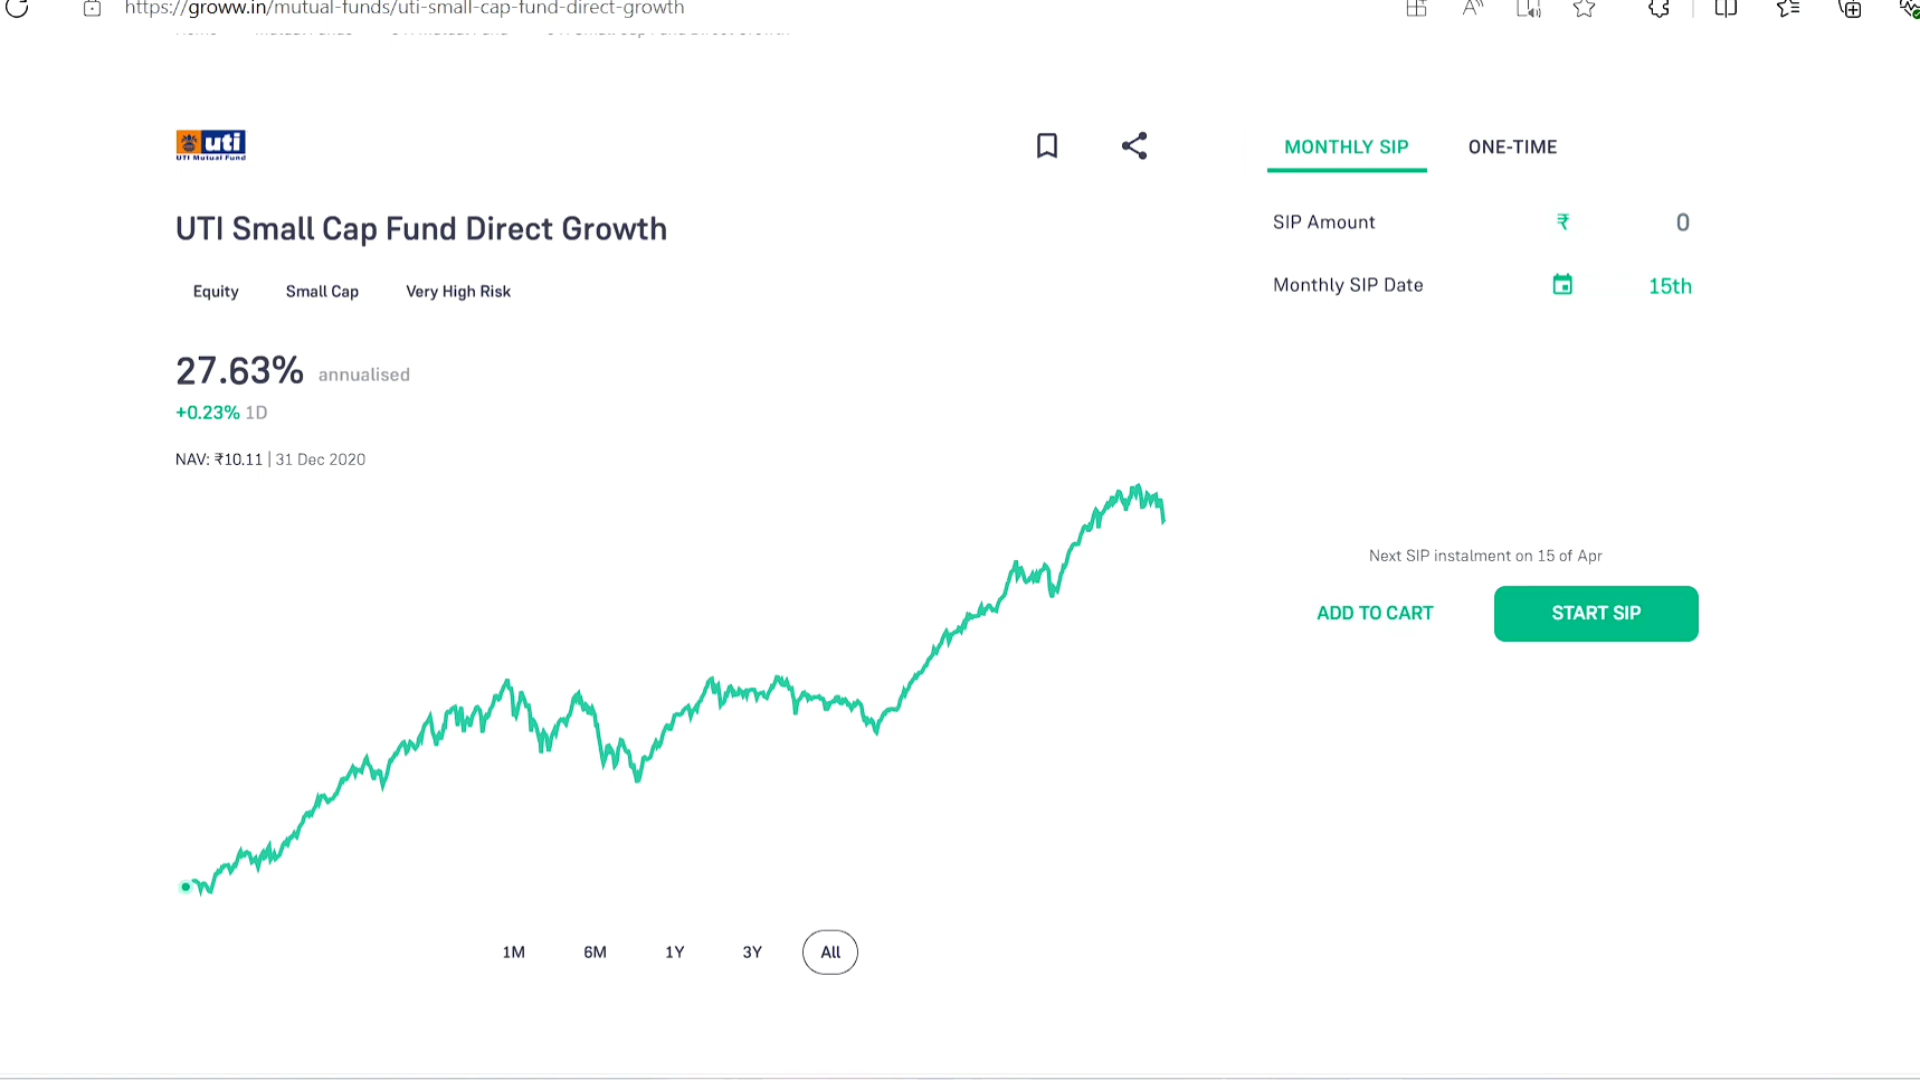 https://groww.in/mutual-funds/uti-small-cap-fund-direct-growth
uti
UTI Mutual Fund
MONTHLY SIP
ONE-TIME
UTI Small Cap Fund Direct Growth
SIP Amount
₹
0
Equity
Small Cap
Very High Risk
Monthly SIP Date
15th
27.63% annualised
+0.23% 1D
NAV: ₹10.11 | 31 Dec 2020
Next SIP instalment on 15 of Apr
ADD TO CART
START SIP
1M
6M
1Y
3Y
All